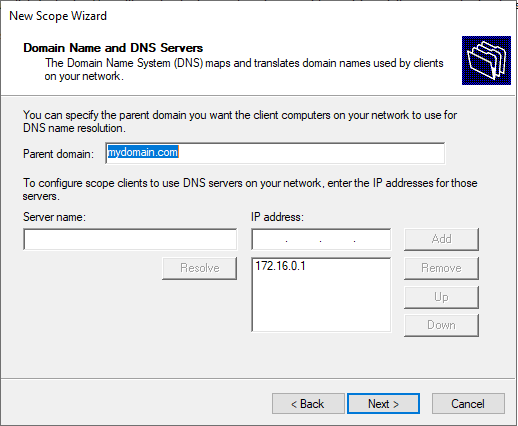 New Scope Wizard
Domain Name and DNS Servers
The Domain Name System (DNS) maps and translates domain names used by clients
on your network.
You can specify the parent domain you want the client computers on your network to use for
DNS name resolution.
Parent domain: mydomain.com
To configure scope clients to use DNS servers on your network, enter the IP addresses for those
servers.
Server name: IP address:
. . . Add
Resolve 172.16.0.1 Remove
Up
Down
< Back Next > Cancel